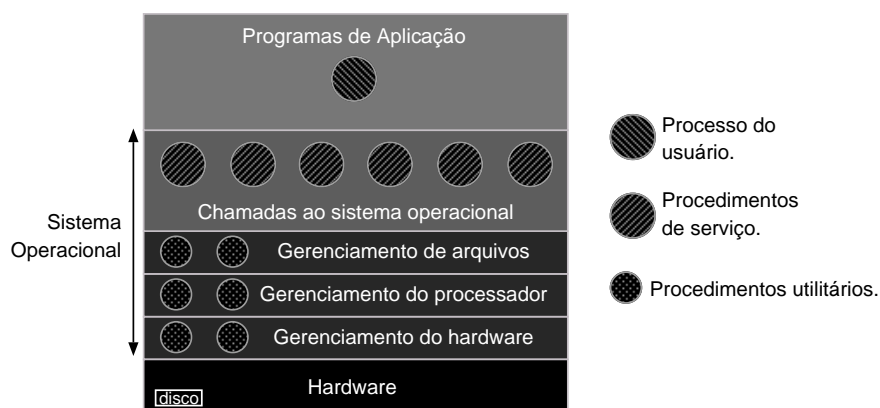 Programas de Aplicação
Processo do
usuário.
Procedimentos
de serviço.
Chamadas ao sistema operacional
Sistema
Operacional
Gerenciamento de arquivos
Gerenciamento do processador
Procedimentos utilitários.
Gerenciamento do hardware
Hardware
disco